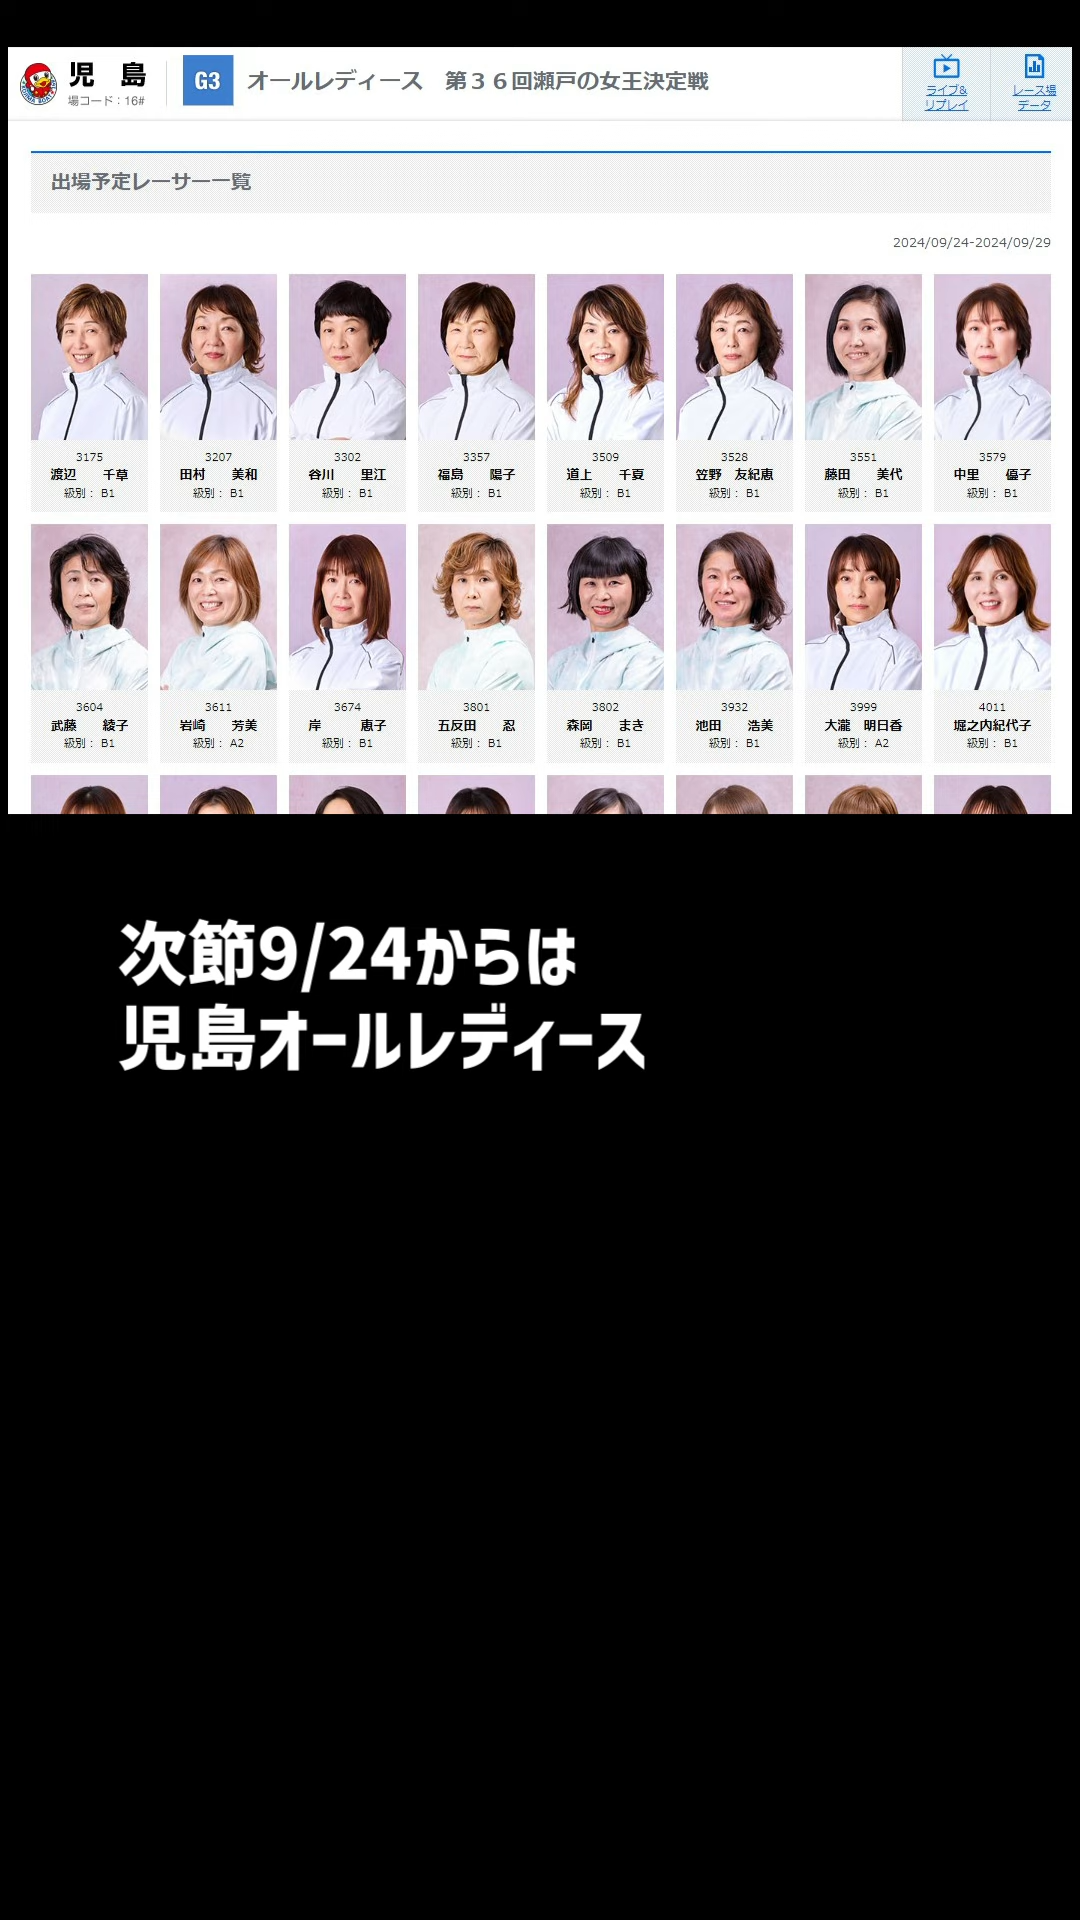 児 島
場コード：16#
G3
オールレディース　第３６回瀬戸の女王決定戦
ライブ&
リプレイ
レース場
データ
出場予定レーサー一覧
2024/09/24-2024/09/29
3175
渡辺　千草
級別： B1
3207
田村　美和
級別： B1
3302
谷川　里江
級別： B1
3357
福島　陽子
級別： B1
3509
道上　千夏
級別： B1
3528
笠野　友紀恵
級別： B1
3551
藤田　美代
級別： B1
3579
中里　優子
級別： B1
3604
武藤　綾子
級別： B1
3611
岩崎　芳美
級別： A2
3674
岸　恵子
級別： B1
3801
五反田　忍
級別： B1
3802
森岡　まき
級別： B1
3932
池田　浩美
級別： B1
3999
大瀧　明日香
級別： A2
4011
堀之内紀代子
級別： B1
次節9/24からは
児島オールレディース